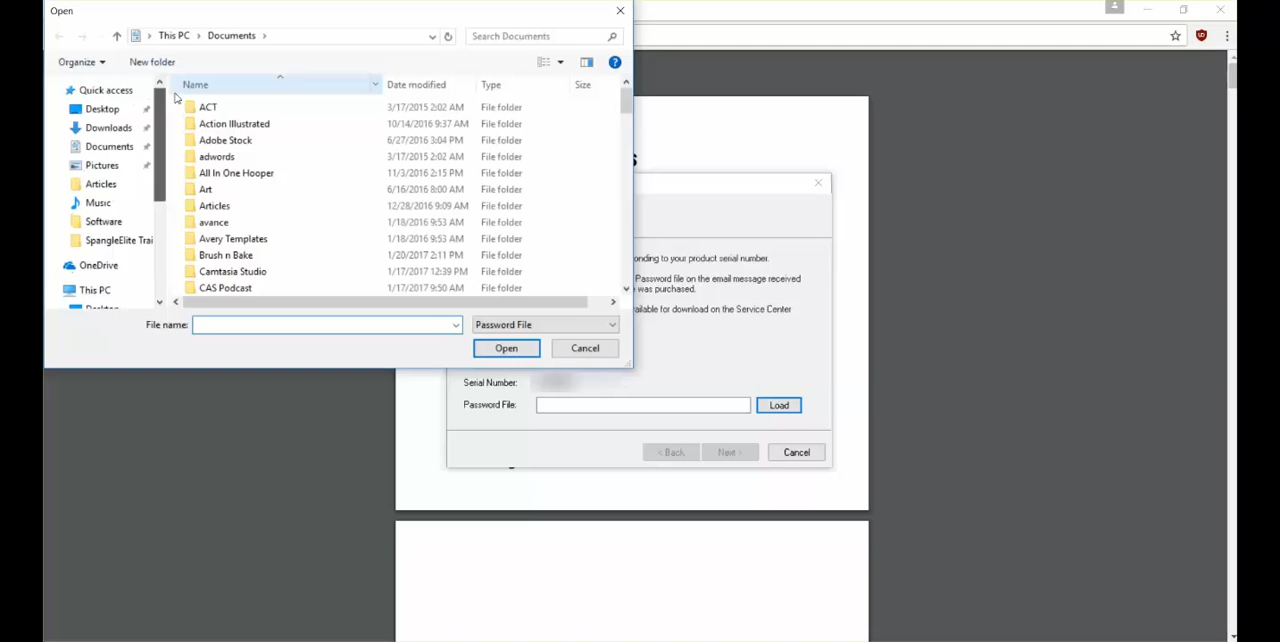 Open
This PC > Documents >
Search Documents
Organize
New folder
Name Date modified Type Size
Quick access
Desktop
Downloads
Documents
Pictures
Articles
Music
Software
SpangleElite Trai
OneDrive
This PC
ACT 3/17/2015 2:02 AM File folder
Action Illustrated 10/14/2016 9:37 AM File folder
Adobe Stock 6/27/2016 3:04 PM File folder
adwords 3/17/2015 2:02 AM File folder
All In One Hooper 11/3/2016 2:15 PM File folder
Art 6/16/2016 8:00 AM File folder
Articles 12/28/2016 9:09 AM File folder
avance 1/18/2016 9:53 AM File folder
Avery Templates 1/18/2016 9:53 AM File folder
Brush n Bake 1/20/2017 2:11 PM File folder
Camtasia Studio 1/17/2017 12:39 PM File folder
CAS Podcast 1/17/2017 9:50 AM File folder
File name: Password File
Open Cancel
s
onding to your product serial number.
Password file on the email message received
was purchased.
ailable for download on the Service Center
Serial Number:
Password File: Load
< Back Next > Cancel